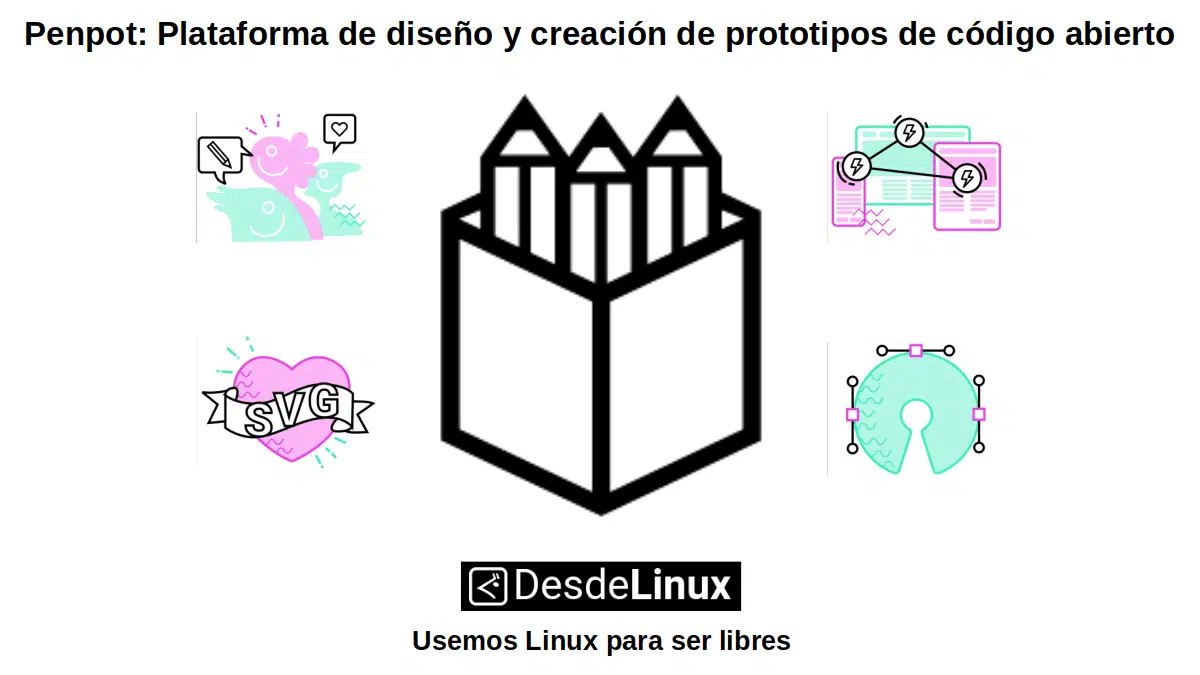 Penpot: Plataforma de diseño y creación de prototipos de código abierto
SVG
DesdeLinux
Usemos Linux para ser libres